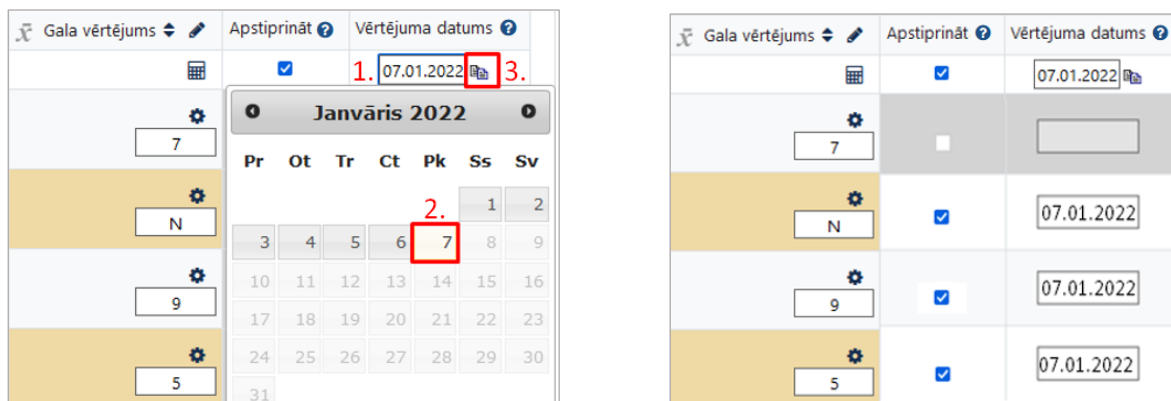 x̄ Gala vērtējums Apstiprināt Vērtējuma datums
1. 07.01.2022 3.
Janvāris 2022
Pr Ot Tr Ct Pk Ss Sv
2.
1 2
3 4 5 6 7 8 9
10 11 12 13 14 15 16
17 18 19 20 21 22 23
24 25 26 27 28 29 30
31
7
N
9
5
x̄ Gala vērtējums Apstiprināt Vērtējuma datums
07.01.2022
7
N 07.01.2022
9 07.01.2022
5 07.01.2022